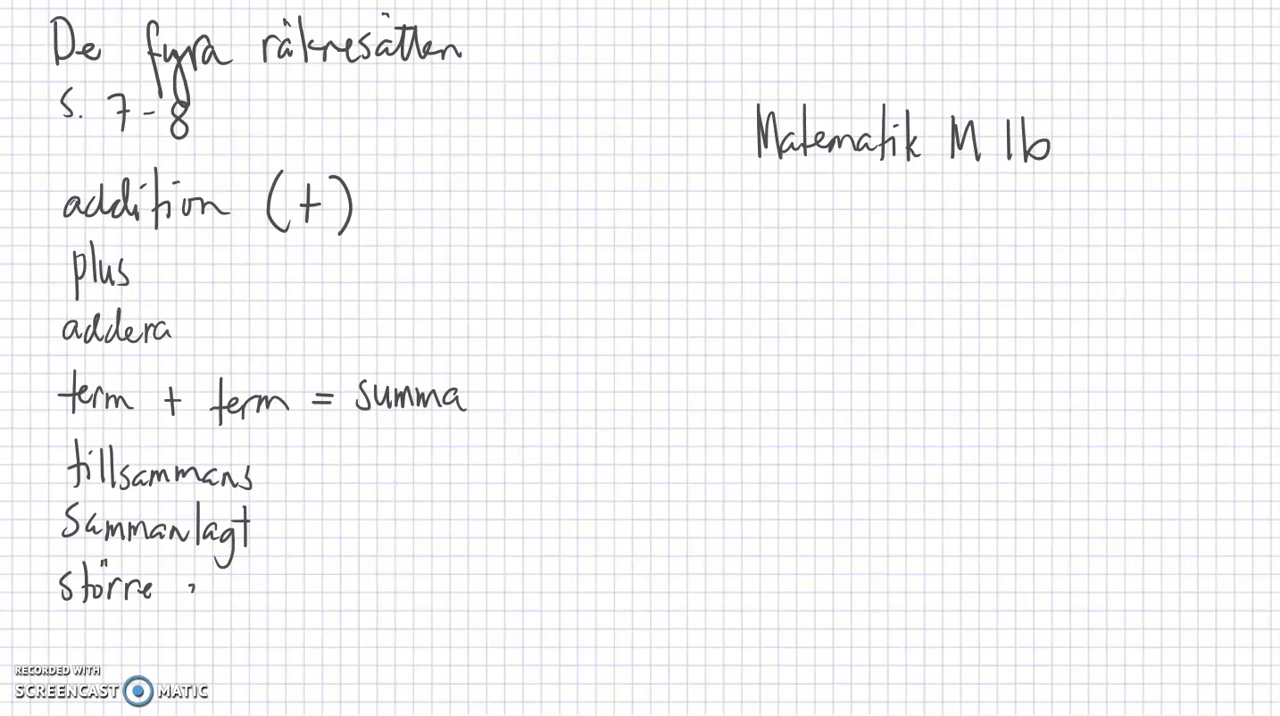 De fyra räknesätten
s. 7-8
Matematik M 1b
addition (+)
plus
addera
term + term = summa
tillsammans
sammanlagt
större
RECORDED WITH
SCREENCAST MATIC